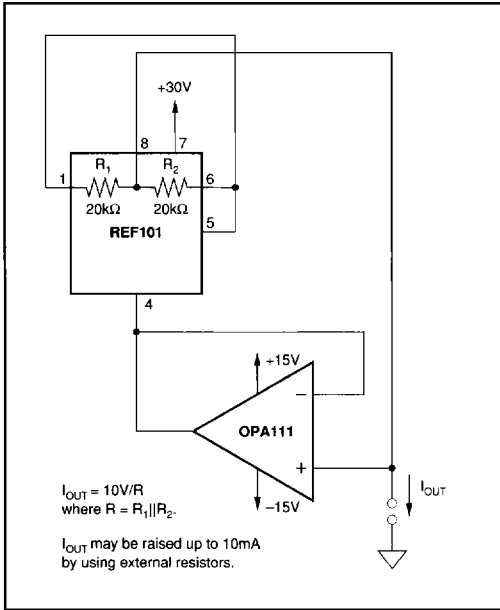 +30V
8 7
R1 R2
1 6
20kΩ 20kΩ
5
REF101
4
+15V
−
OPA111
+
IOUT
−15V
IOUT = 10V/R
where R = R1||R2.
IOUT may be raised up to 10mA
by using external resistors.